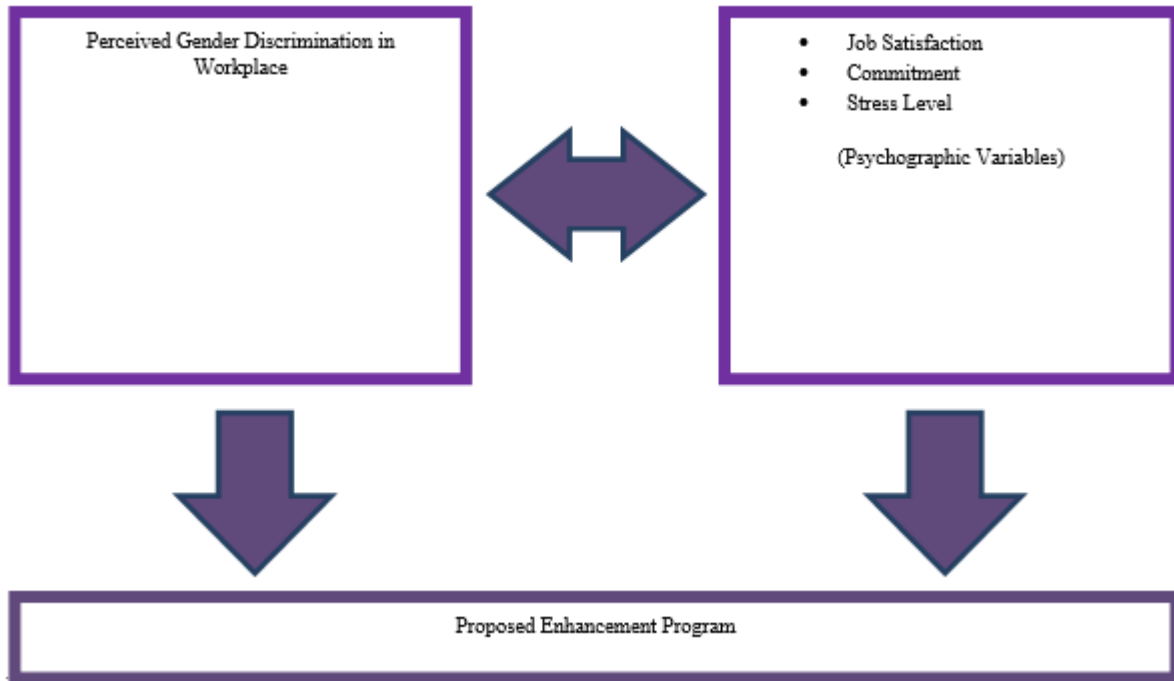 Perceived Gender Discrimination in
Workplace
• Job Satisfaction
• Commitment
• Stress Level
(Psychographic Variables)
Proposed Enhancement Program